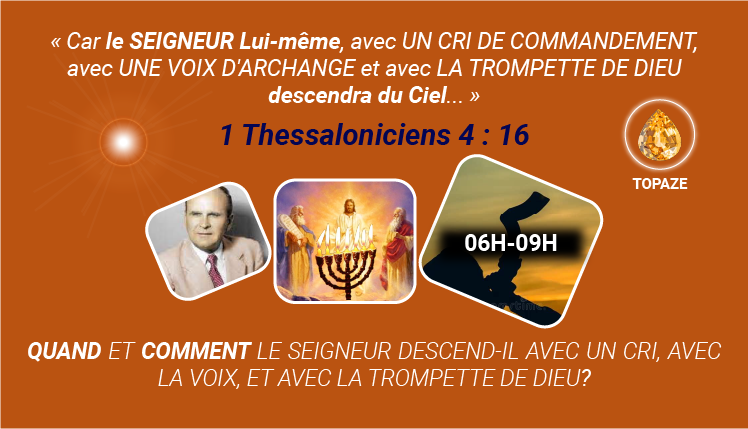 « Car le SEIGNEUR Lui-même, avec UN CRI DE COMMANDEMENT,
avec UNE VOIX D'ARCHANGE et avec LA TROMPETTE DE DIEU
descendra du Ciel... »
1 Thessaloniciens 4 : 16
TOPAZE
06H-09H
QUAND ET COMMENT LE SEIGNEUR DESCEND-IL AVEC UN CRI, AVEC
LA VOIX, ET AVEC LA TROMPETTE DE DIEU?